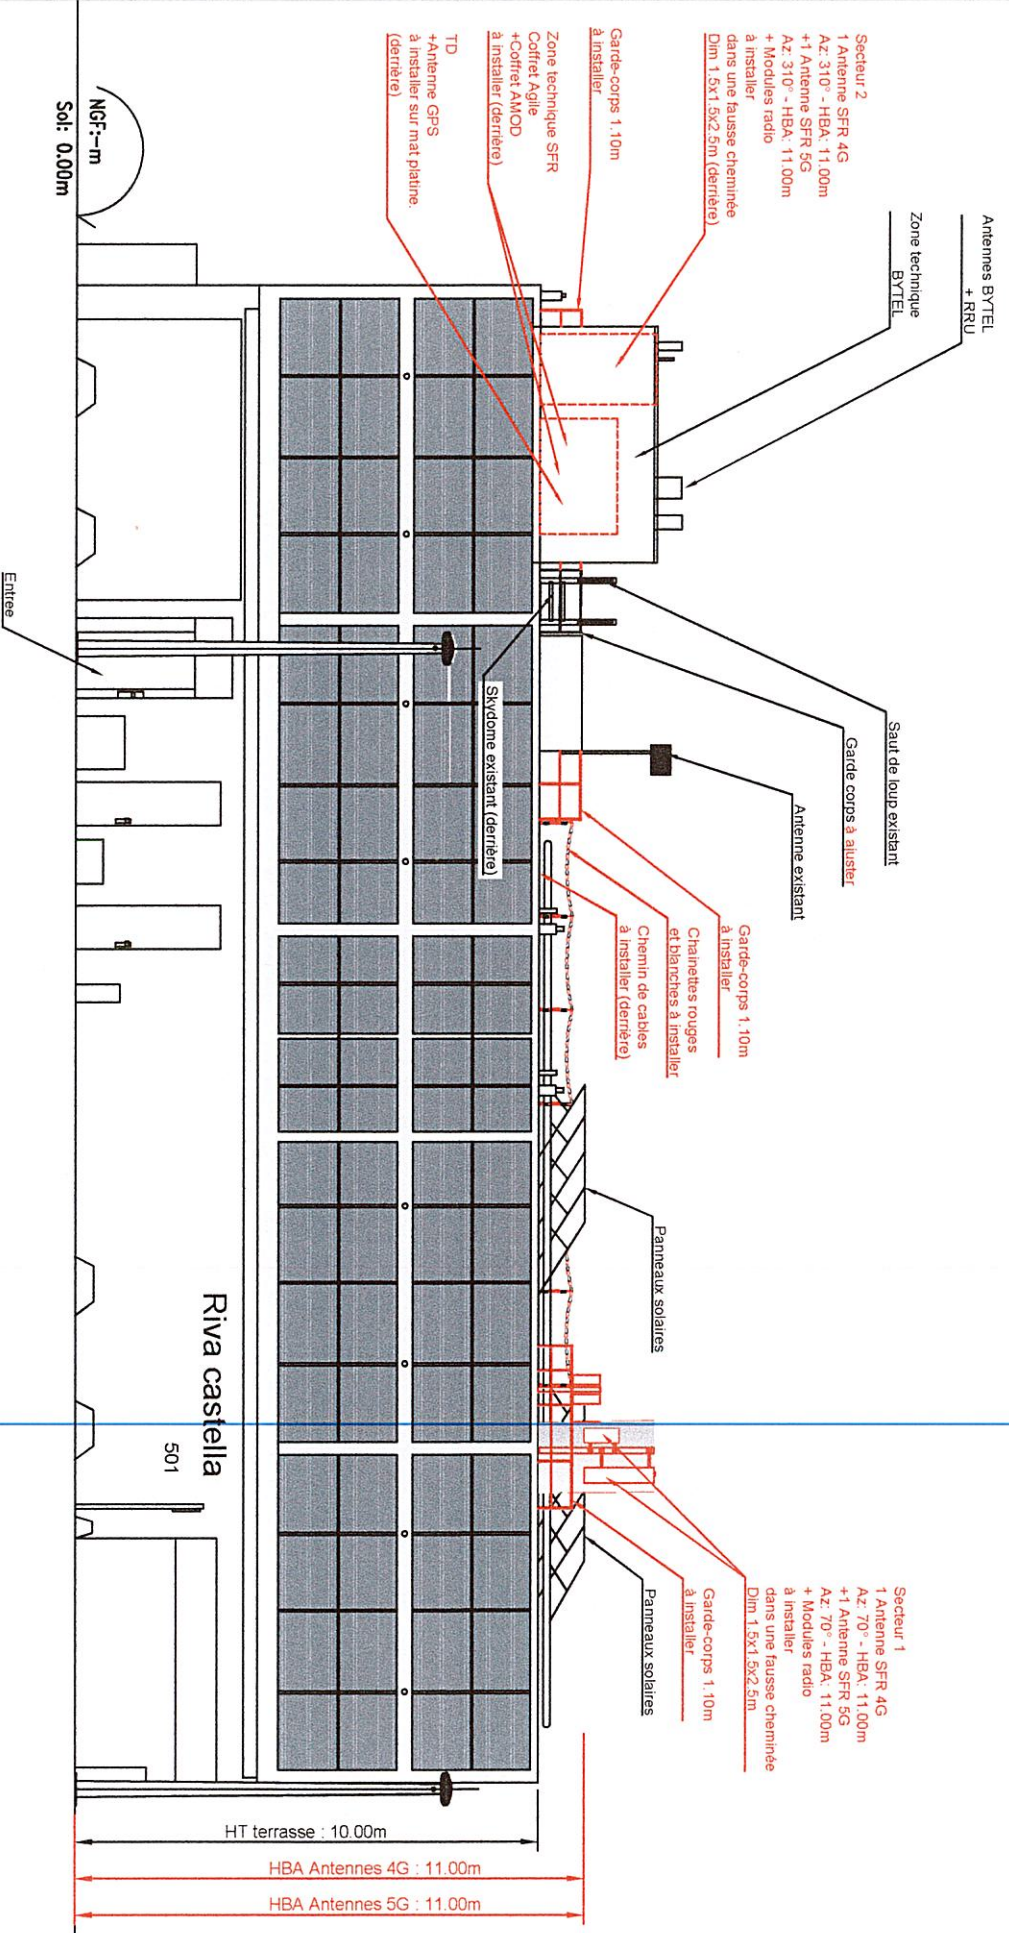 Secteur 2
1 Antenne SFR 4G
Az: 310° - HBA: 11.00m
+1 Antenne SFR 5G
Az: 310° - HBA: 11.00m
+ Modules radio
à installer
dans une fausse cheminée
Dim 1.5x1.5x2.5m (derrière)
Garde-corps 1.10m
à installer
Zone technique SFR
Coffret Agile
+Coffret AMOD
à installer (derrière)
TD
+Antenne GPS
à installer sur mat platine.
(derrière)
NGF:-m
Sol: 0.00m
Antennes BYTEL
+ RRU
Zone technique
BYTEL
Saut de loup existant
Garde corps à ajuster
Antenne existant
Garde-corps 1.10m
à installer
Chainettes rouges
et blanches à installer
Chemin de cables
à installer (derrière)
Skydome existant (derrière)
Entree
Panneaux solaires
Riva castella
501
Secteur 1
1 Antenne SFR 4G
Az: 70° - HBA: 11.00m
+1 Antenne SFR 5G
Az: 70° - HBA: 11.00m
+ Modules radio
à installer
dans une fausse cheminée
Dim 1.5x1.5x2.5m
Garde-corps 1.10m
à installer
Panneaux solaires
HT terrasse : 10.00m
HBA Antennes 4G : 11.00m
HBA Antennes 5G : 11.00m